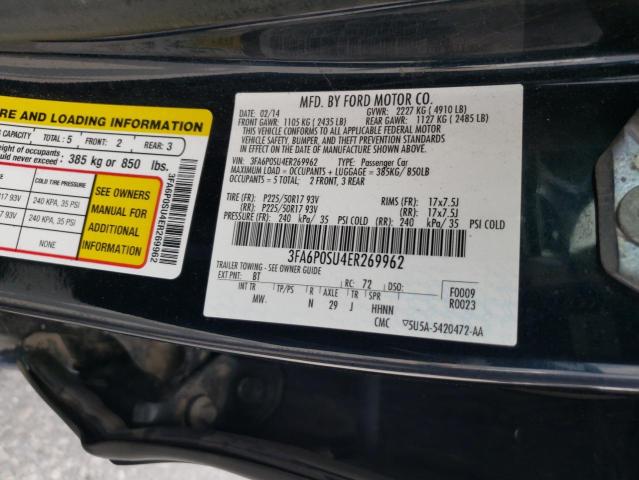 RE AND LOADING INFORMATION
CAPACITY TOTAL: 5 FRONT: 2 REAR: 3
weight of occupants
ould never exceed: 385 kg or 850 lbs.
COLD TIRE PRESSURE
R17 93V 240 KPA, 35 PSI
R17 93V 240 KPA, 35 PSI
NONE
SEE OWNERS
MANUAL FOR
ADDITIONAL
INFORMATION
3FA6P0SU4ER269962
MFD. BY FORD MOTOR CO.
DATE: 02/14 GVWR: 2227 KG ( 4910 LB)
FRONT GAWR: 1105 KG ( 2435 LB) REAR GAWR: 1127 KG ( 2485 LB)
THIS VEHICLE CONFORMS TO ALL APPLICABLE FEDERAL MOTOR
VEHICLE SAFETY, BUMPER, AND THEFT PREVENTION STANDARDS
IN EFFECT ON THE DATE OF MANUFACTURE SHOWN ABOVE.
VIN: 3FA6P0SU4ER269962 TYPE: Passenger Car
MAXIMUM LOAD = OCCUPANTS + LUGGAGE = 385KG/ 850LB
OCCUPANTS = 5 TOTAL: 2 FRONT, 3 REAR
TIRE (FR): P225/50R17 93V RIMS (FR): 17x7.5J
(RR): P225/50R17 93V (RR): 17x7.5J
PRESSURE (FR): 240 kPa/ 35 PSI COLD (RR): 240 kPa/ 35 PSI COLD
3FA6P0SU4ER269962
TRAILER TOWING - SEE OWNER GUIDE
EXT PNT: BT RC: 72 DSO: F0009
INT TR TP/PS R AXLE TR SPR R0023
MW. N 29 J HHNN
CMC 5U5A-5420472-AA